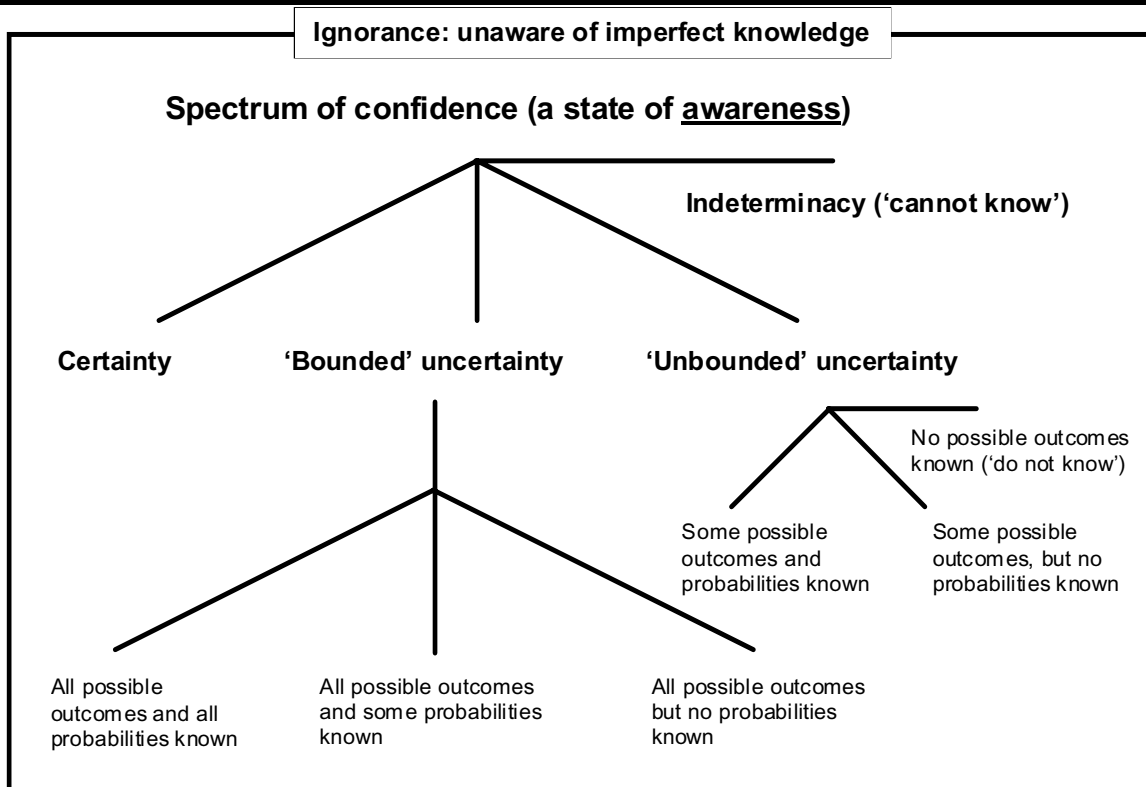 Ignorance: unaware of imperfect knowledge
Spectrum of confidence (a state of awareness)
Indeterminacy (‘cannot know’)
Certainty
‘Bounded’ uncertainty
‘Unbounded’ uncertainty
No possible outcomes
known (‘do not know’)
Some possible
outcomes and
probabilities known
Some possible
outcomes, but no
probabilities known
All possible
outcomes and all
probabilities known
All possible outcomes
and some probabilities
known
All possible outcomes
but no probabilities
known